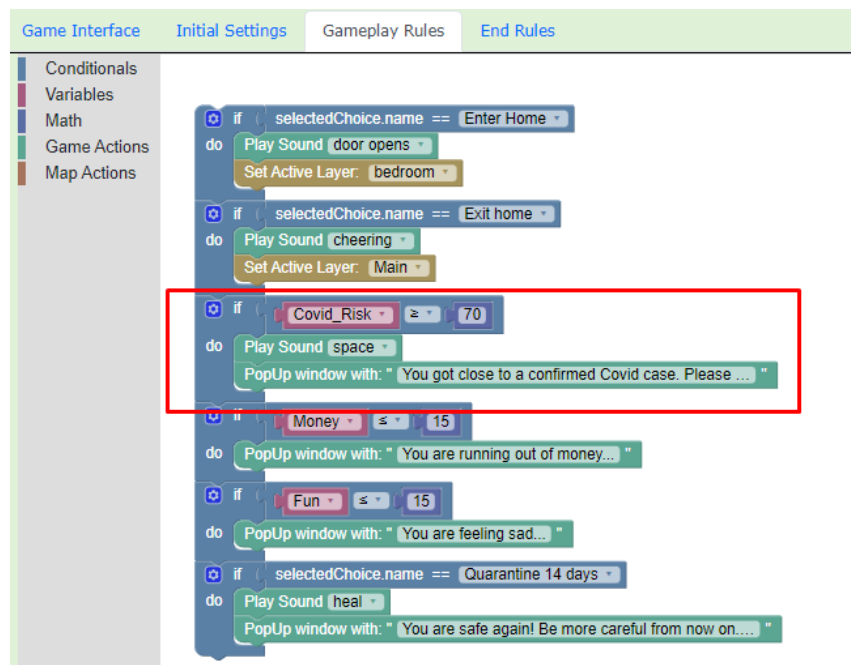 Game Interface Initial Settings Gameplay Rules End Rules
Conditionals
Variables
Math
Game Actions
Map Actions
if selectedChoice.name == Enter Home
do Play Sound door opens
Set Active Layer: bedroom
if selectedChoice.name == Exit home
do Play Sound cheering
Set Active Layer: Main
if Covid_Risk ≥ 70
do Play Sound space
PopUp window with: " You got close to a confirmed Covid case. Please ... "
if Money ≤ 15
do PopUp window with: " You are running out of money... "
if Fun ≤ 15
do PopUp window with: " You are feeling sad... "
if selectedChoice.name == Quarantine 14 days
do Play Sound heal
PopUp window with: " You are safe again! Be more careful from now on.... "